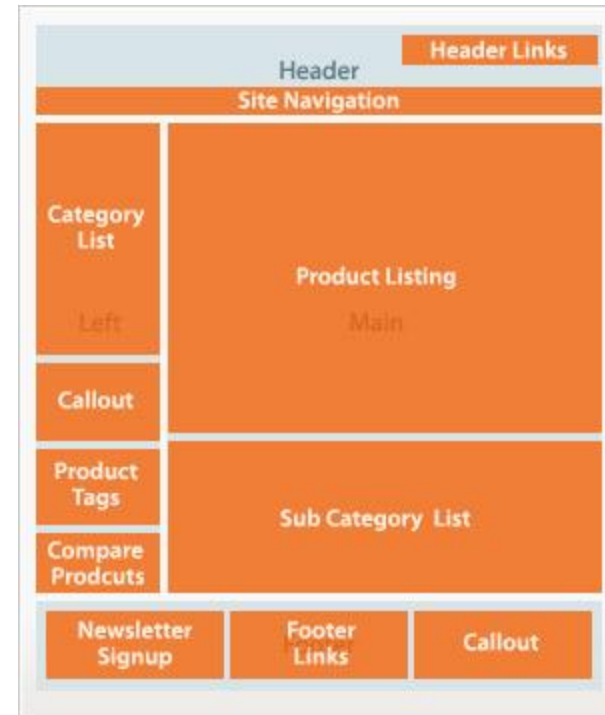 Header Links
Header
Site Navigation
Category
List
Left
Callout
Product
Tags
Compare
Prodcuts
Product Listing
Main
Sub Category List
Newsletter
Signup
Footer
Links
Callout